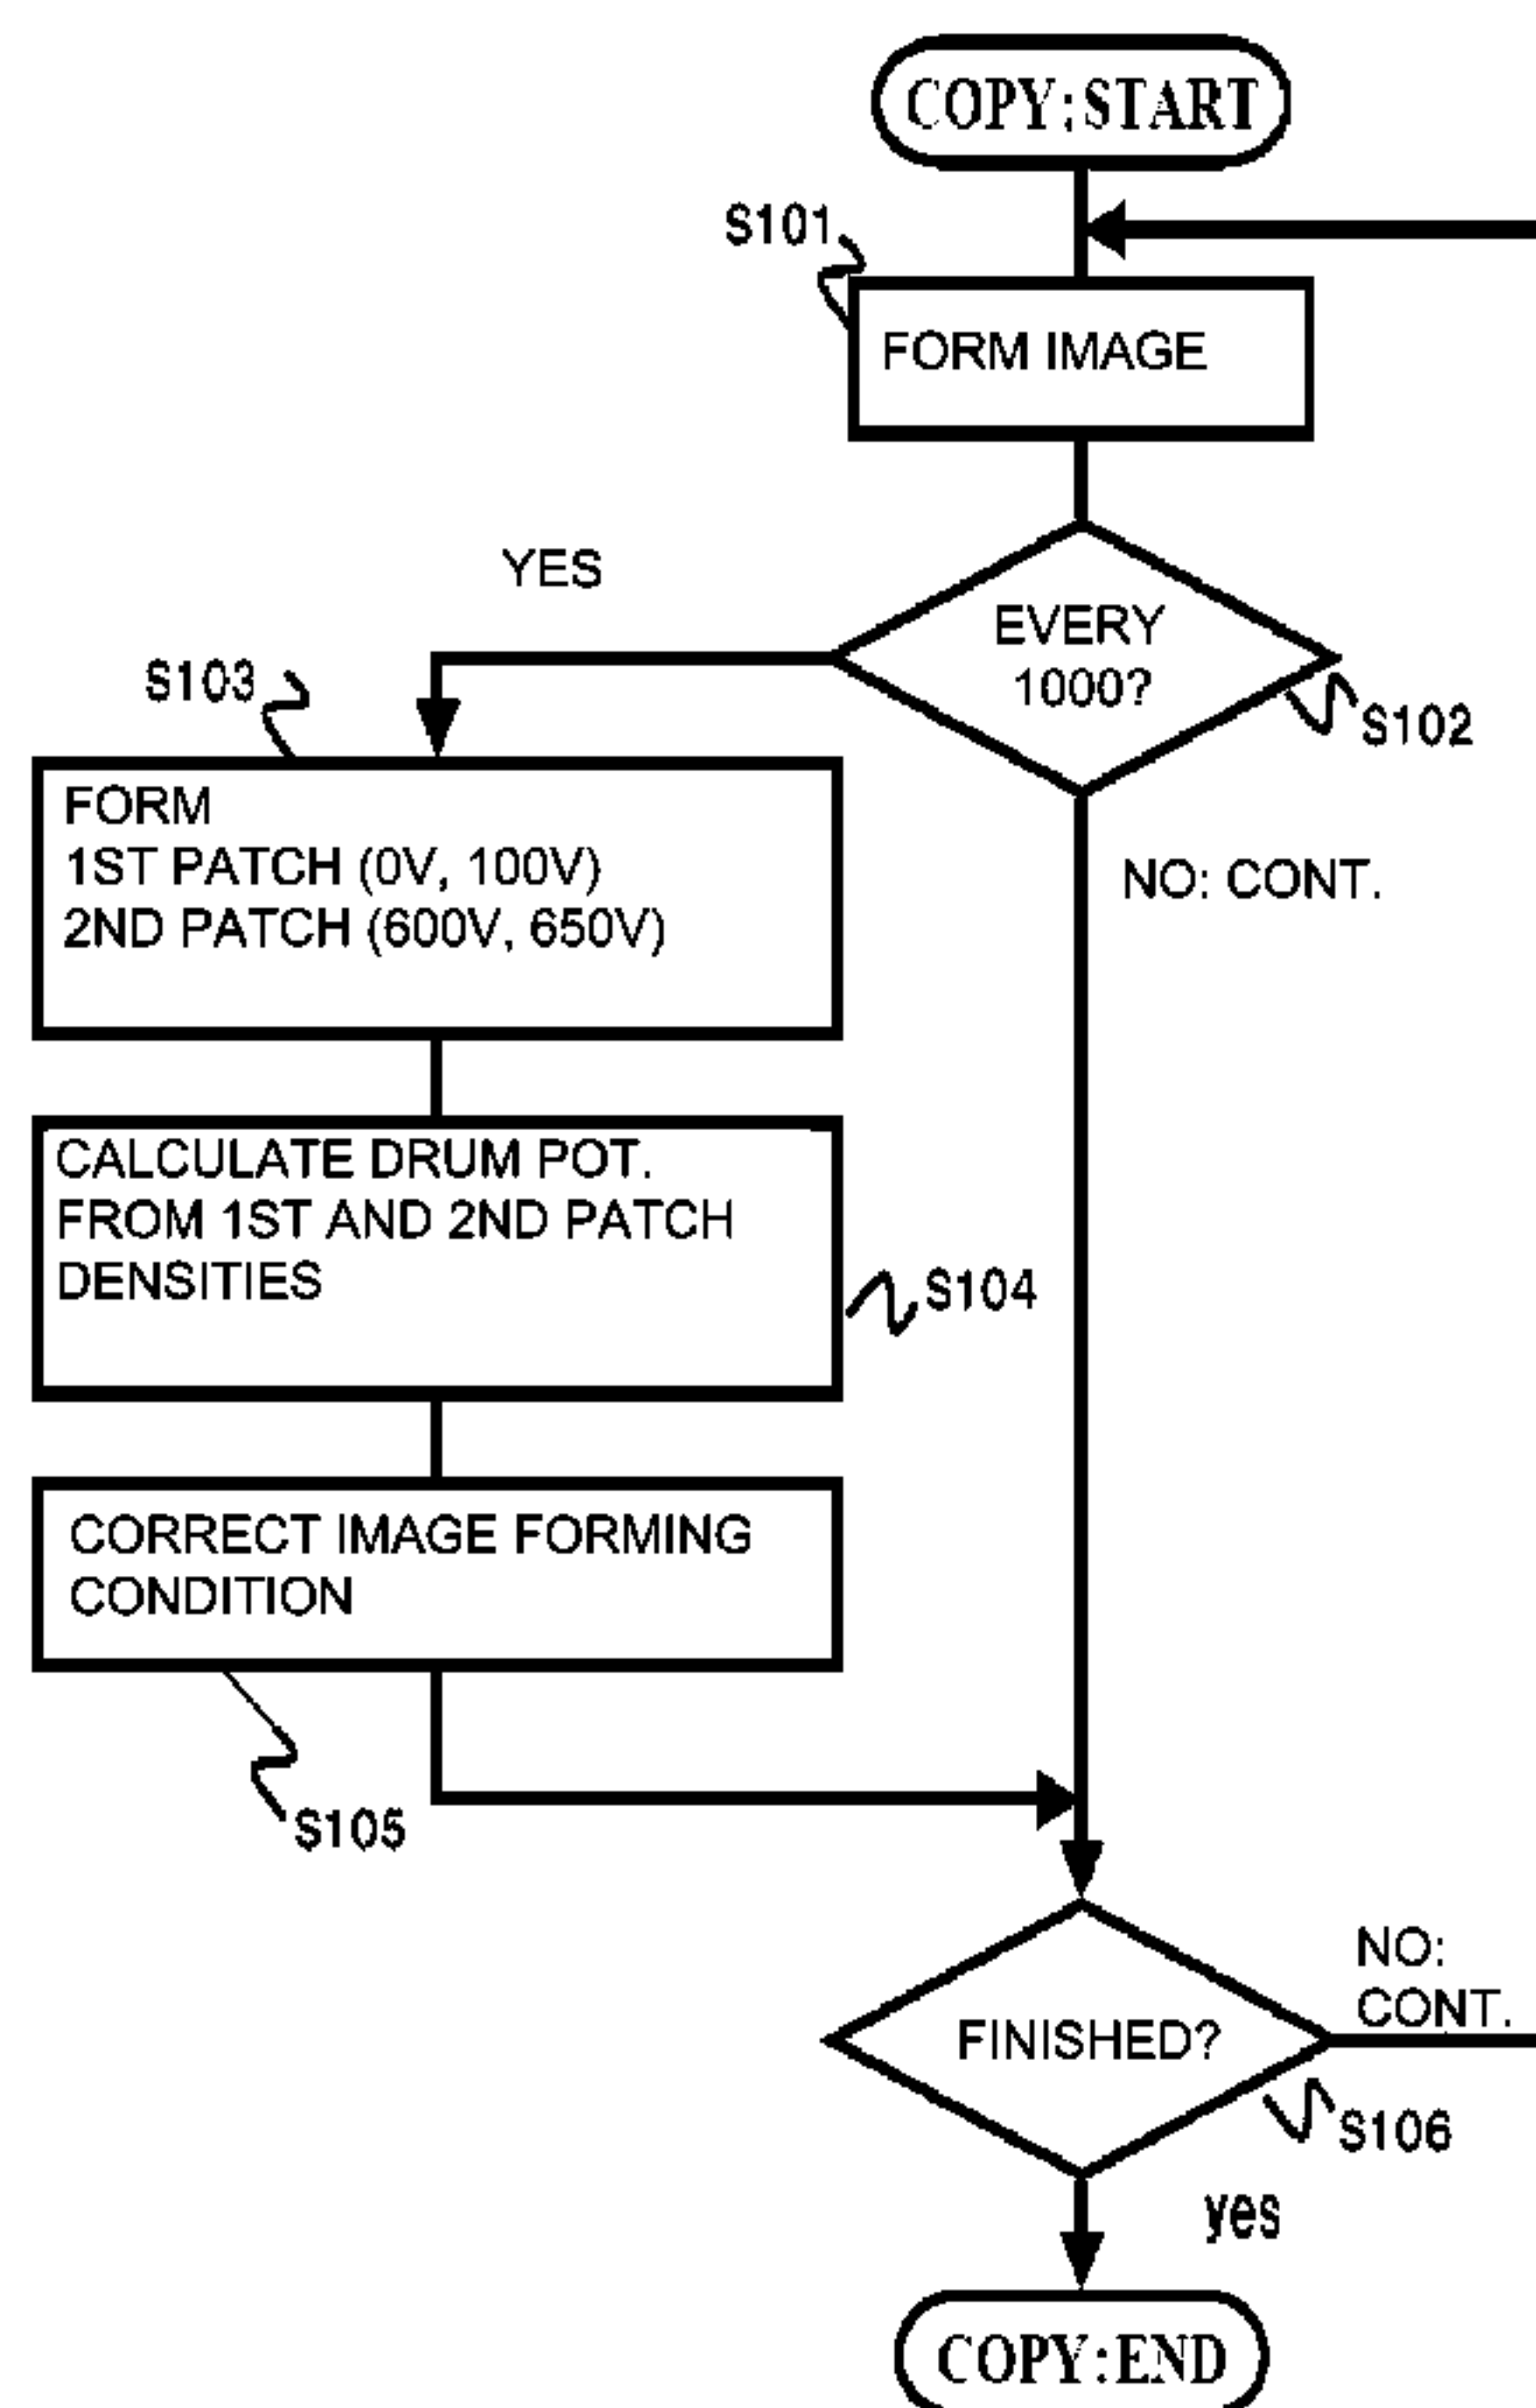 COPY:START
S101
FORM IMAGE
YES
EVERY
1000?
S103
S102
FORM
1ST PATCH (0V, 100V)
2ND PATCH (600V, 650V)
NO: CONT.
CALCULATE DRUM POT.
FROM 1ST AND 2ND PATCH
DENSITIES
S104
CORRECT IMAGE FORMING
CONDITION
S105
NO:
CONT.
FINISHED?
S106
yes
COPY:END